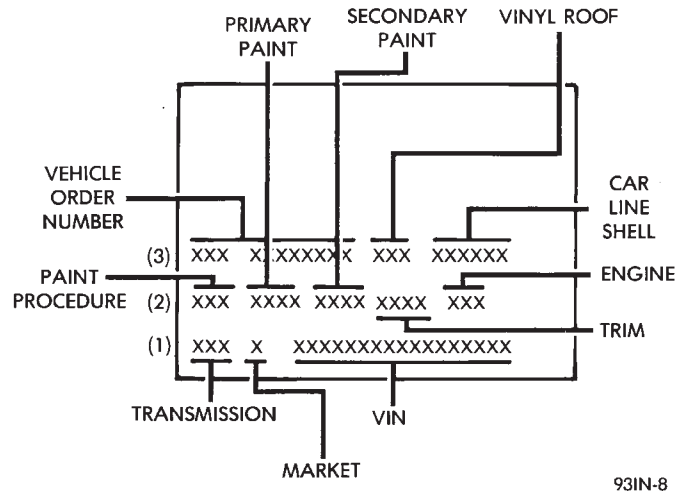 PRIMARY
PAINT
SECONDARY
PAINT
VINYL ROOF
VEHICLE
ORDER
NUMBER
CAR
LINE
SHELL
(3) XXX XXXXXXXXX XXX XXXXXX
PAINT
PROCEDURE
ENGINE
(2) XXX XXXX XXXX XXXX XXX
TRIM
(1) XXX X XXXXXXXXXXXXXXXXX
TRANSMISSION
VIN
MARKET
93IN-8